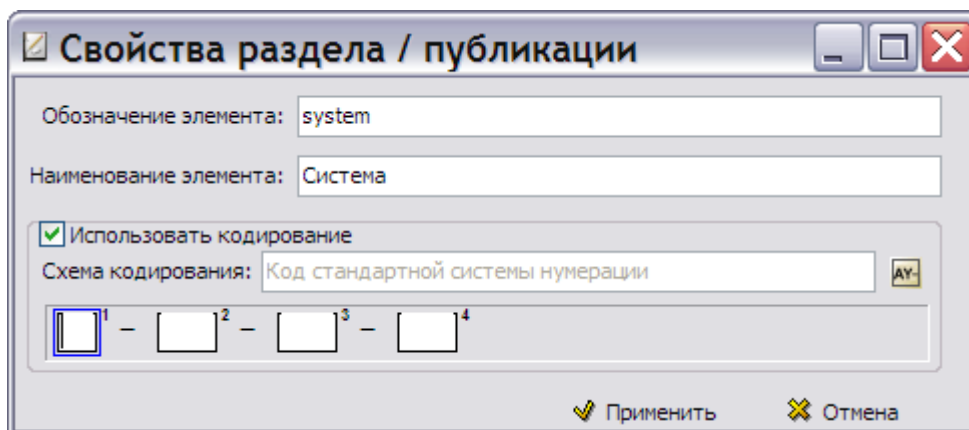 Свойства раздела / публикации
Обозначение элемента: system
Наименование элемента: Система
Использовать кодирование
Схема кодирования: Код стандартной системы нумерации AY-
1 – 2 – 3 – 4
Применить Отмена